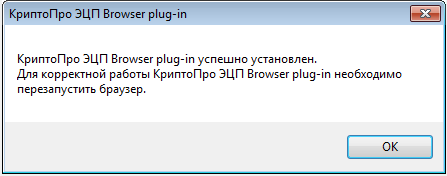 КриптоПро ЭЦП Browser plug-in
КриптоПро ЭЦП Browser plug-in успешно установлен.
Для корректной работы КриптоПро ЭЦП Browser plug-in необходимо
перезапустить браузер.
OK